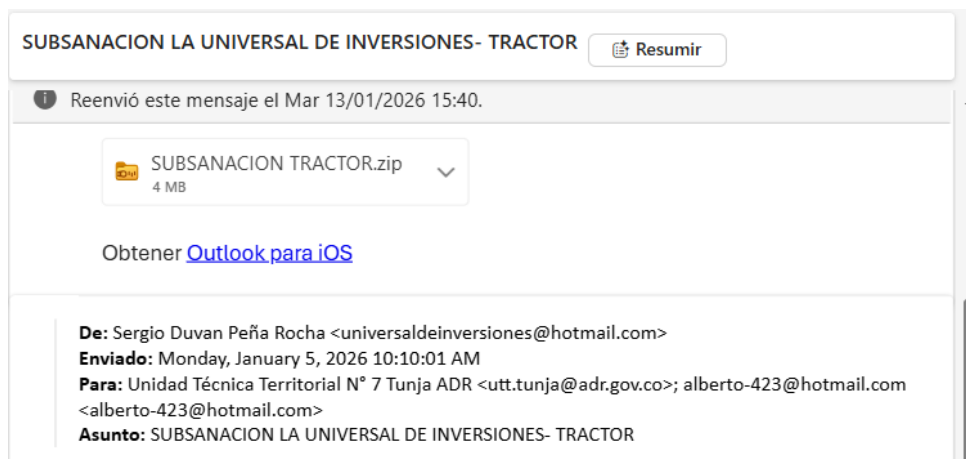 SUBSANACION LA UNIVERSAL DE INVERSIONES- TRACTOR
Resumir
Reenvió este mensaje el Mar 13/01/2026 15:40.
SUBSANACION TRACTOR.zip
4 MB
Obtener Outlook para iOS
De: Sergio Duvan Peña Rocha <universaldeinversiones@hotmail.com>
Enviado: Monday, January 5, 2026 10:10:01 AM
Para: Unidad Técnica Territorial N° 7 Tunja ADR <utt.tunja@adr.gov.co>; alberto-423@hotmail.com
<alberto-423@hotmail.com>
Asunto: SUBSANACION LA UNIVERSAL DE INVERSIONES- TRACTOR